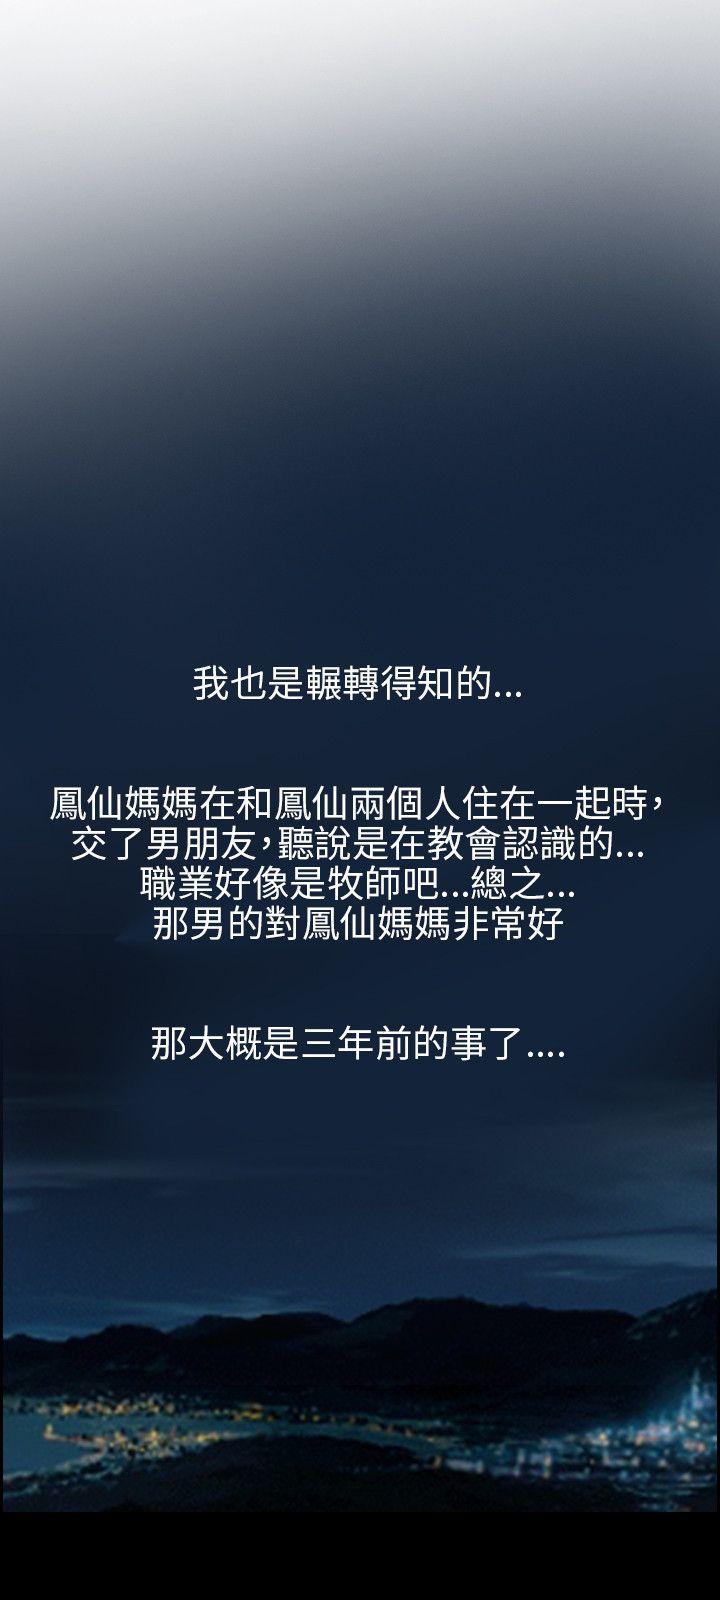 我也是輾轉得知的...
鳳仙媽媽在和鳳仙兩個人住在一起時,
交了男朋友,聽說是在教會認識的...
職業好像是牧師吧...總之...
那男的對鳳仙媽媽非常好
那大概是三年前的事了....